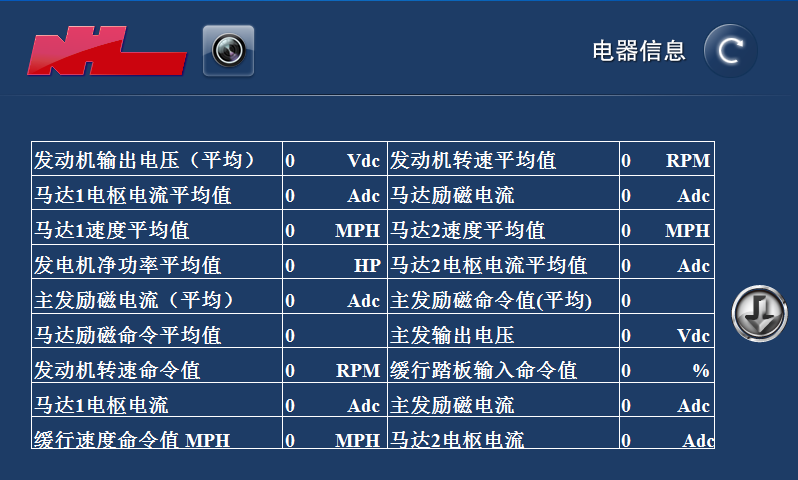 NHL
电器信息
发动机输出电压（平均） 0 Vdc 发动机转速平均值 0 RPM
马达1电枢电流平均值 0 Adc 马达励磁电流 0 Adc
马达1速度平均值 0 MPH 马达2速度平均值 0 MPH
发电机净功率平均值 0 HP 马达2电枢电流平均值 0 Adc
主发励磁电流（平均） 0 Adc 主发励磁命令值(平均) 0
马达励磁命令平均值 0 主发输出电压 0 Vdc
发动机转速命令值 0 RPM 缓行踏板输入命令值 0 %
马达1电枢电流 0 Adc 主发励磁电流 0 Adc
缓行速度命令值 MPH 0 MPH 马达2电枢电流 0 Adc